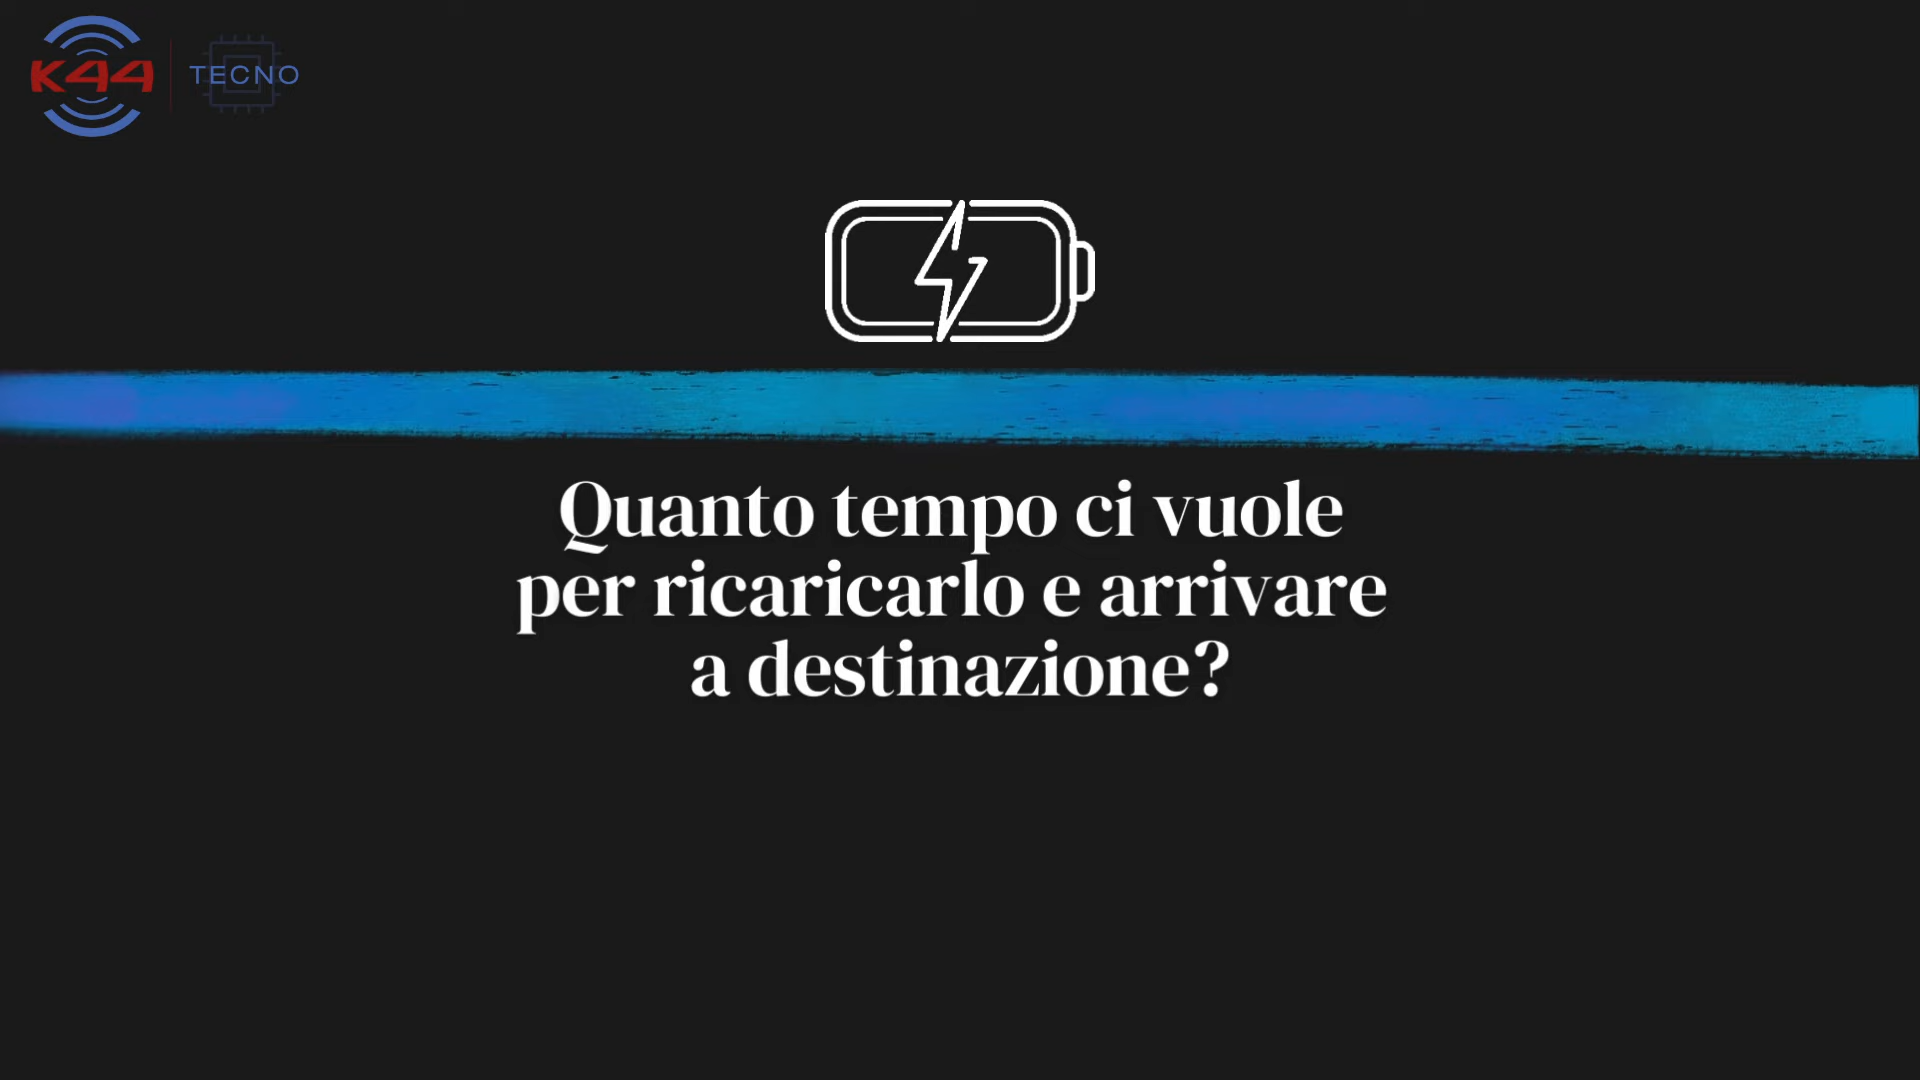 K44 TECNO
Quanto tempo ci vuole
per ricaricarlo e arrivare
a destinazione?